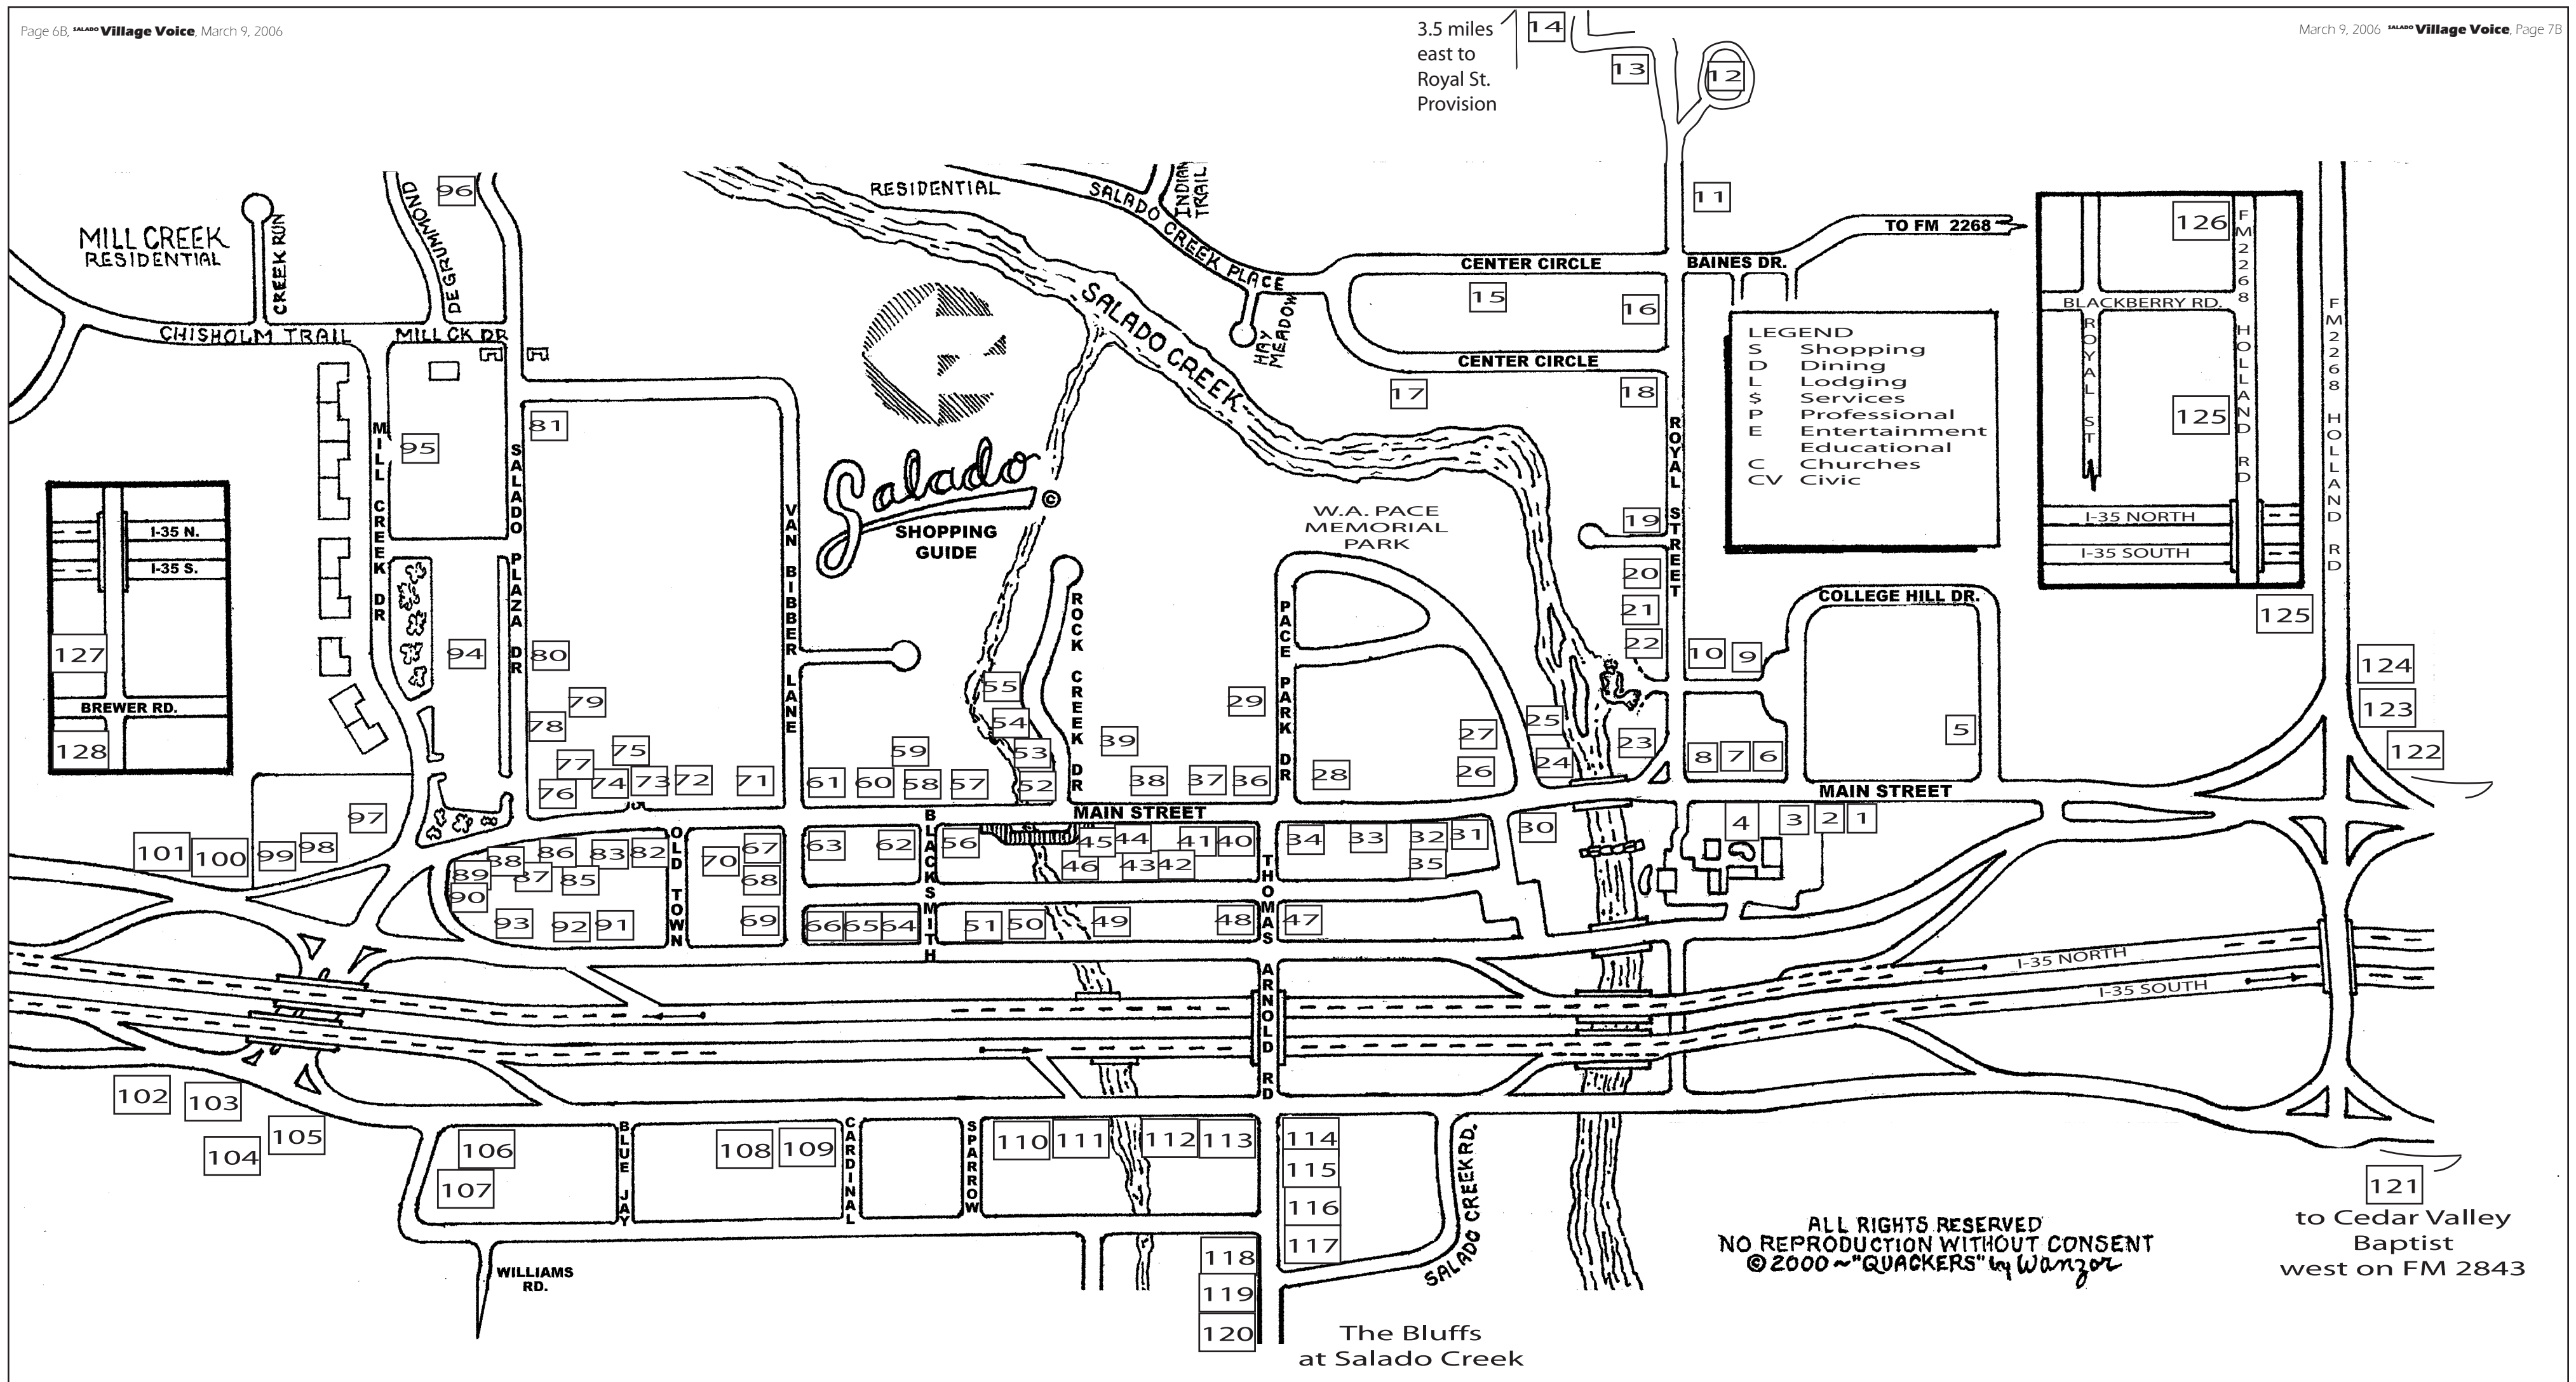 Page 6B, SALADO Village Voice, March 9, 2006
March 9, 2006 SALADO Village Voice, Page 7B
3.5 miles
east to
Royal St.
Provision
14
13
12
11
MILL CREEK
RESIDENTIAL
CREEK RUN
DEGRUMMOND
96
RESIDENTIAL
SALADO CREEK PLACE
INDIAN
TRAIL
HAY
MEADOW
CENTER CIRCLE
BAINES DR.
TO FM 2268
15
16
CENTER CIRCLE
17
18
CHISHOLM TRAIL
MILL CK DR
SALADO CREEK
126
FM 2268 HOLLAND RD
BLACKBERRY RD.
ROYAL ST
125
I-35 NORTH
I-35 SOUTH
FM 2268 HOLLAND RD
LEGEND
S Shopping
D Dining
L Lodging
$ Services
P Professional
E Entertainment
Educational
C Churches
CV Civic
Salado ©
SHOPPING
GUIDE
MILL CREEK DR
95
SALADO PLAZA DR
81
VAN BIBBER LANE
W.A. PACE
MEMORIAL
PARK
ROYAL STREET
19
20
21
22
10
9
COLLEGE HILL DR.
125
I-35 N.
I-35 S.
127
BREWER RD.
128
94
80
79
78
77
75
76
74
73
72
71
61
60
59
58
57
55
54
53
52
ROCK CREEK DR
39
38
37
36
29
PACE PARK DR
28
27
26
25
24
23
8
7
6
5
124
123
122
MAIN STREET
MAIN STREET
97
101
100
99
98
88
86
83
82
89
87
85
90
93
92
91
OLD TOWN
70
67
68
69
63
62
66
65
64
BLACKSMITH
56
45
44
41
40
46
43
42
51
50
49
48
THOMAS ARNOLD RD
34
33
32
31
35
47
30
4
3
2
1
I-35 NORTH
I-35 SOUTH
102
103
104
105
106
107
BLUE JAY
108
109
CARDINAL
SPARROW
110
111
112
113
114
115
116
117
118
119
120
SALADO CREEK RD.
WILLIAMS
RD.
The Bluffs
at Salado Creek
ALL RIGHTS RESERVED
NO REPRODUCTION WITHOUT CONSENT
© 2000 ~ "QUACKERS" by Wanzor
121
to Cedar Valley
Baptist
west on FM 2843